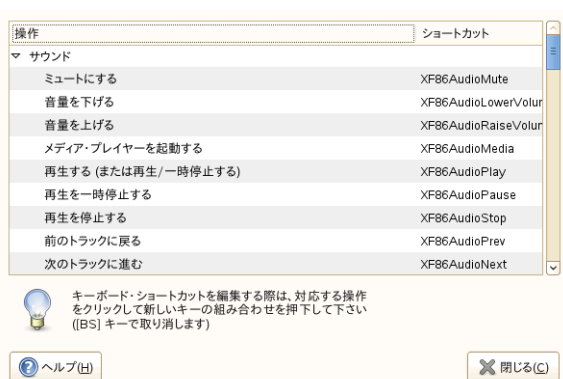 操作 ショートカット
サウンド
ミュートにする XF86AudioMute
音量を下げる XF86AudioLowerVolur
音量を上げる XF86AudioRaiseVolur
メディア・プレイヤーを起動する XF86AudioMedia
再生する (または再生/一時停止する) XF86AudioPlay
再生を一時停止する XF86AudioPause
再生を停止する XF86AudioStop
前のトラックに戻る XF86AudioPrev
次のトラックに進む XF86AudioNext
キーボード・ショートカットを編集する際は、対応する操作
をクリックして新しいキーの組み合わせを押下して下さい
([BS] キーで取り消します)
ヘルプ(H) 閉じる(C)